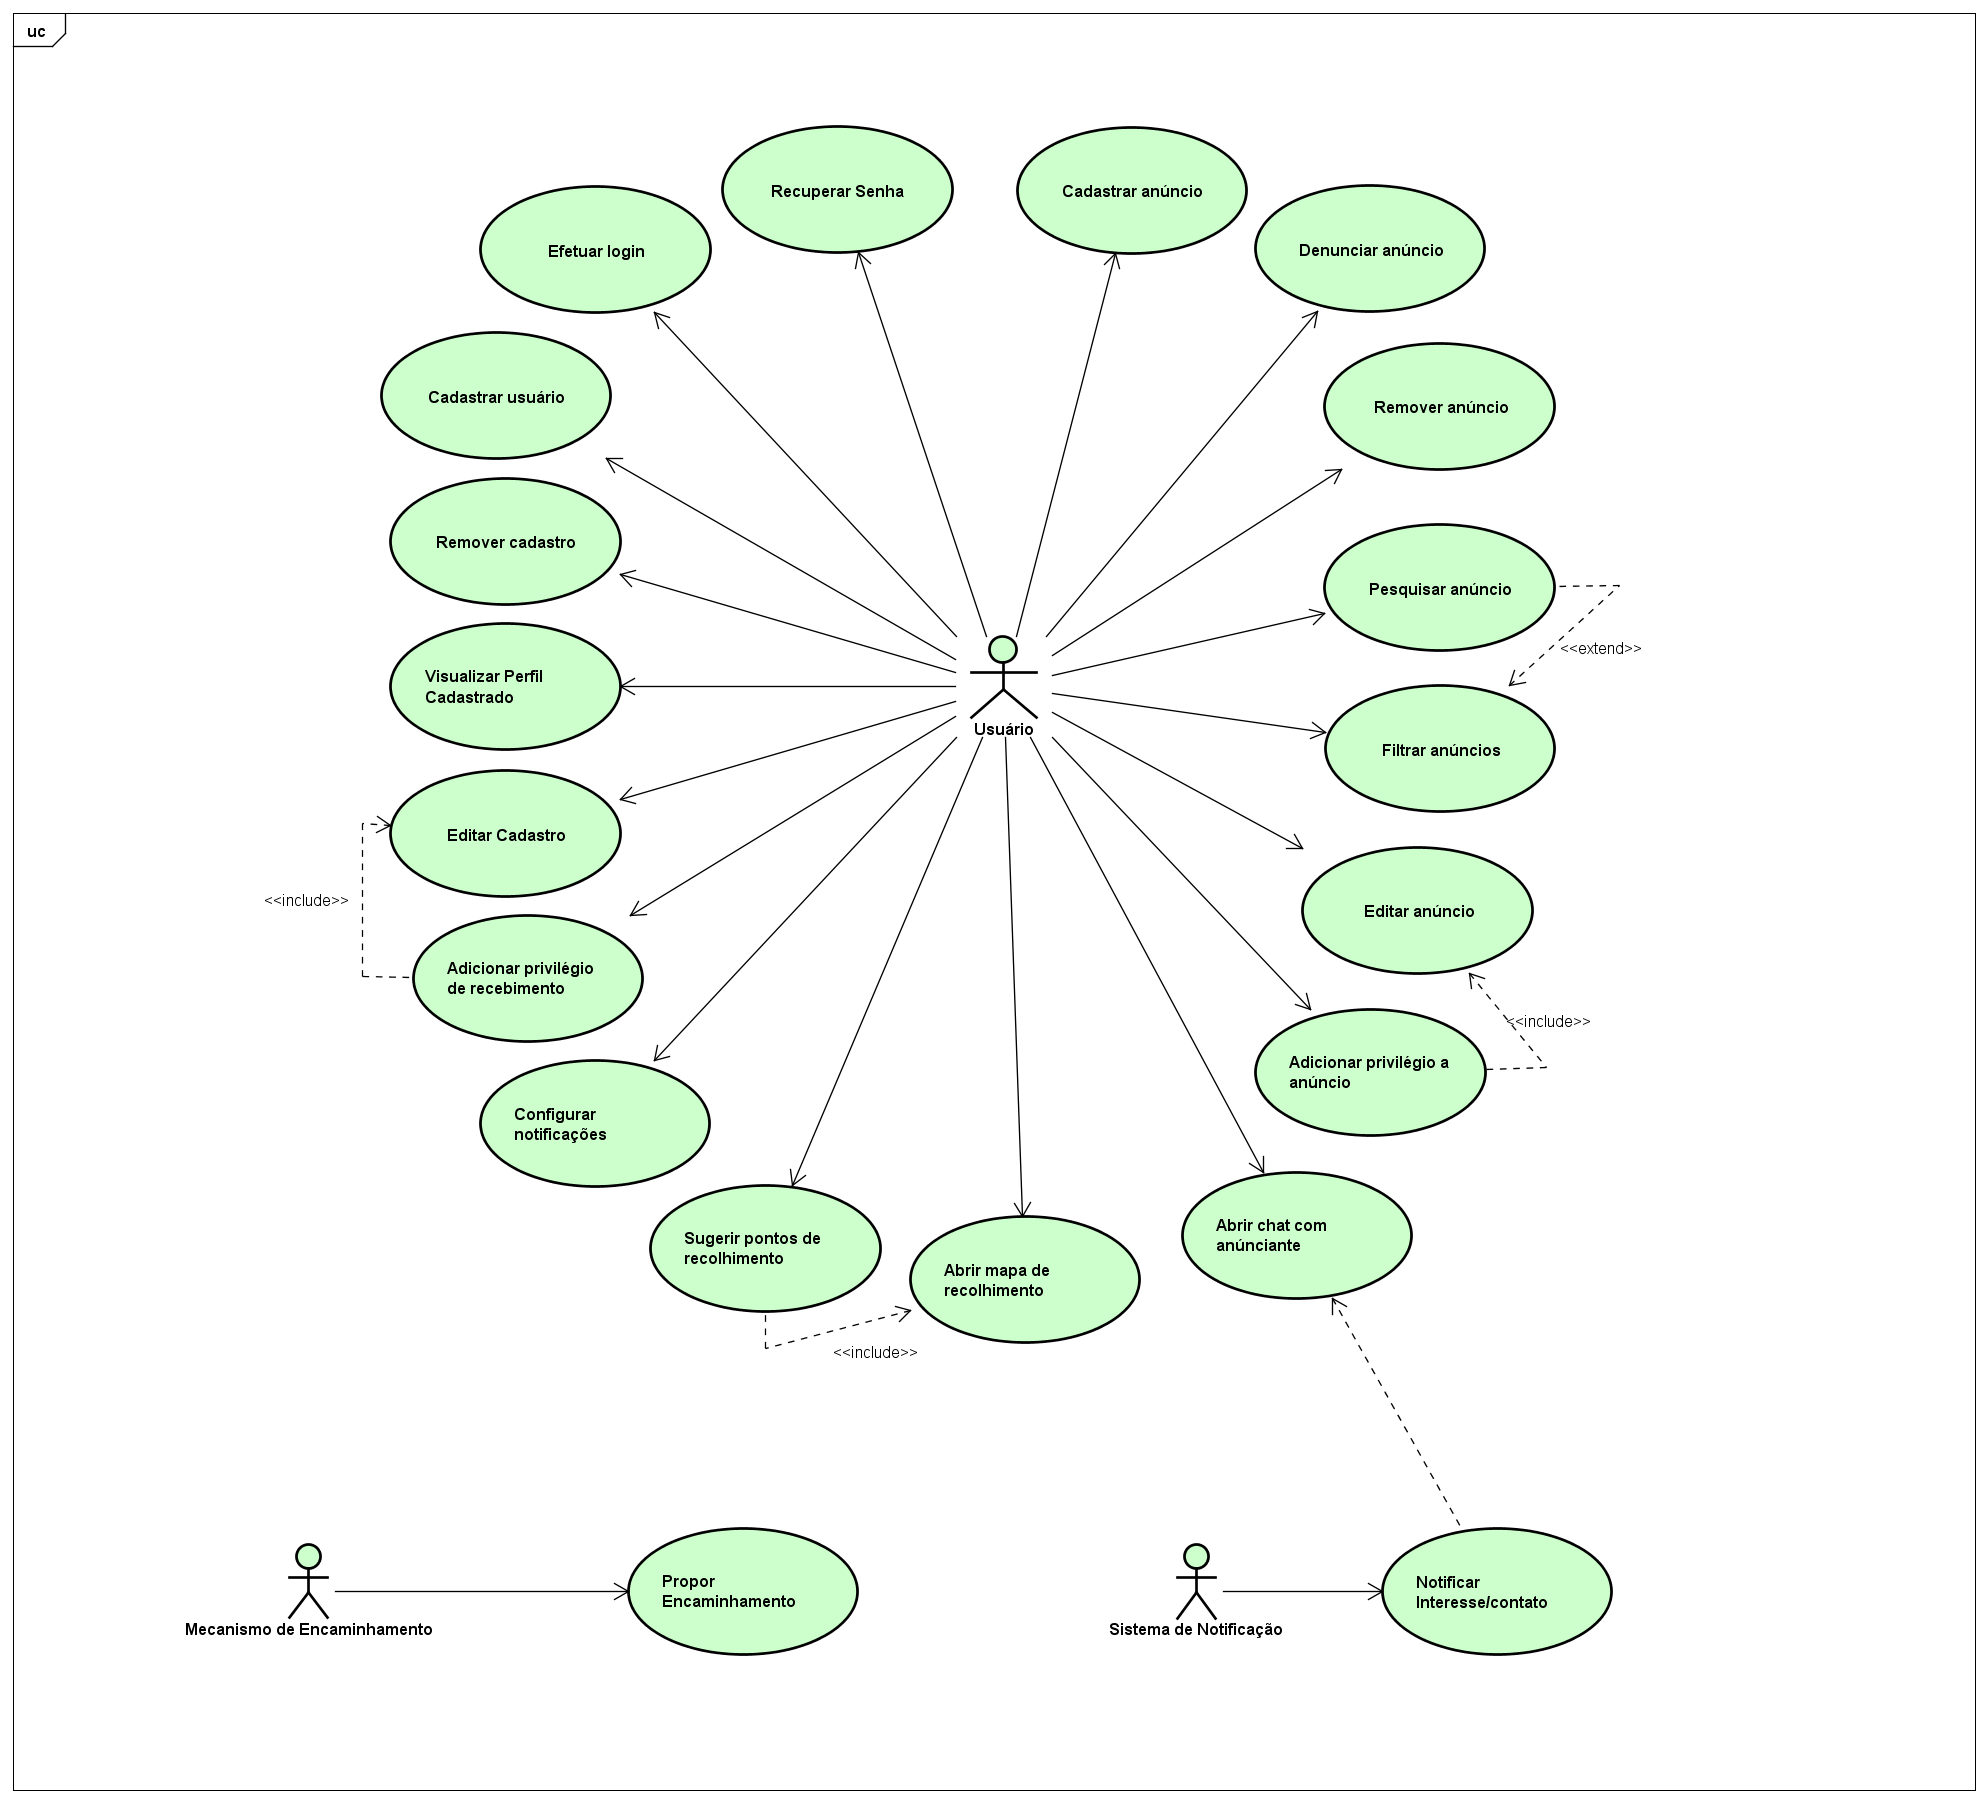 uc
Recuperar Senha
Cadastrar anúncio
Efetuar login
Denunciar anúncio
Cadastrar usuário
Remover anúncio
Remover cadastro
Pesquisar anúncio
<<extend>>
Visualizar Perfil
Cadastrado
Usuário
Filtrar anúncios
Editar Cadastro
<<include>>
Editar anúncio
Adicionar privilégio
de recebimento
<<include>>
Adicionar privilégio a
anúncio
Configurar
notificações
Sugerir pontos de
recolhimento
Abrir mapa de
recolhimento
Abrir chat com
anúnciante
<<include>>
Propor
Encaminhamento
Mecanismo de Encaminhamento
Notificar
Interesse/contato
Sistema de Notificação